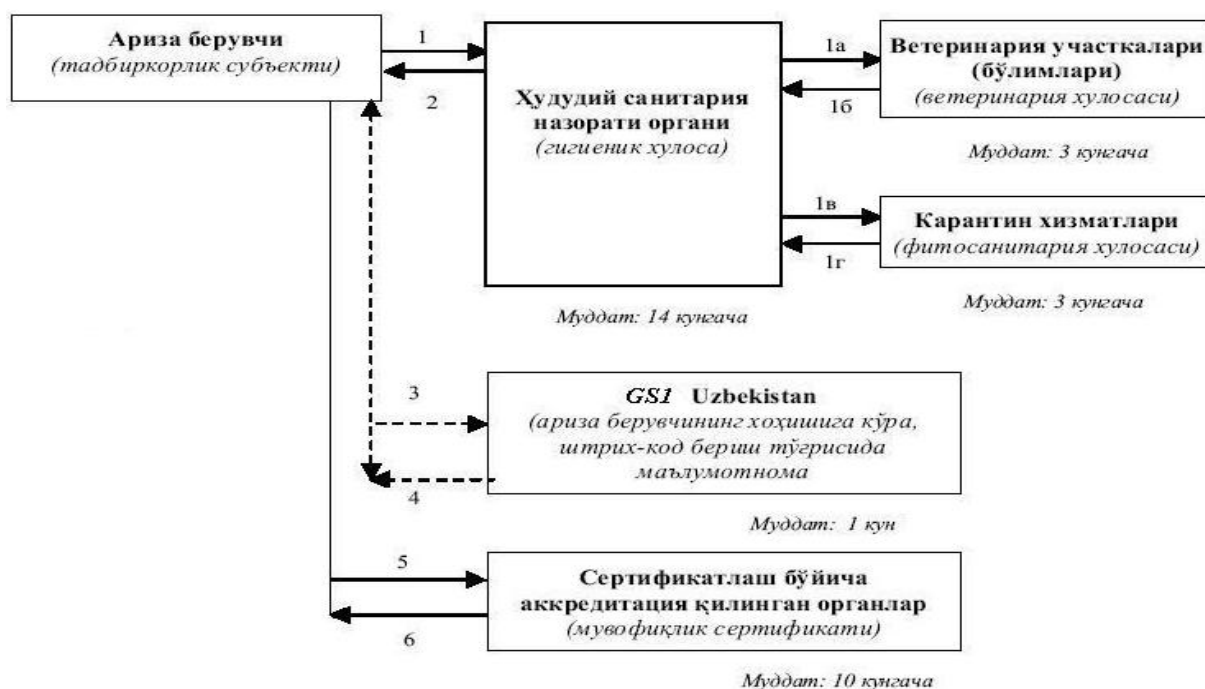 Ариза берувчи
(тадбиркорлик субъекти)
1
2
Ҳудудий санитария
назорати органи
(гигиеник хулоса)
Муддат: 14 кунгача
1а
1б
Ветеринария участкалари
(бўлимлари)
(ветеринария хулосаси)
Муддат: 3 кунгача
1в
1г
Карантин хизматлари
(фитосанитария хулосаси)
Муддат: 3 кунгача
3
4
GS1 Uzbekistan
(ариза берувчининг хоҳишига кўра,
штрих-код бериш тўғрисида
маълумотнома
Муддат: 1 кун
5
6
Сертификатлаш бўйича
аккредитация қилинган органлар
(мувофиқлик сертификати)
Муддат: 10 кунгача